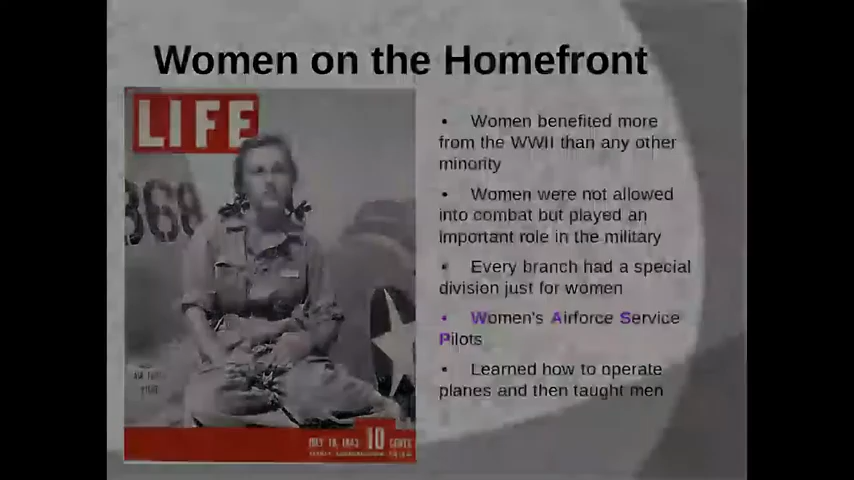 Women on the Homefront
LIFE
368
JULY 19, 1943 10 CENTS
• Women benefited more
from the WWII than any other
minority
• Women were not allowed
into combat but played an
important role in the military
• Every branch had a special
division just for women
• Women's Airforce Service
Pilots
• Learned how to operate
planes and then taught men